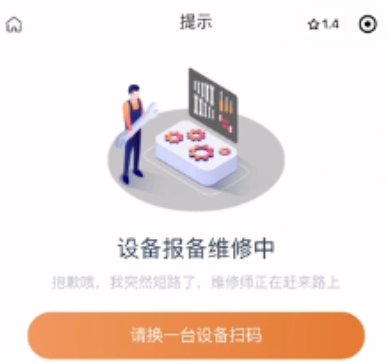 提示
1.4
设备报备维修中
抱歉哦，我突然短路了，维修师正在赶来路上
请换一台设备扫码